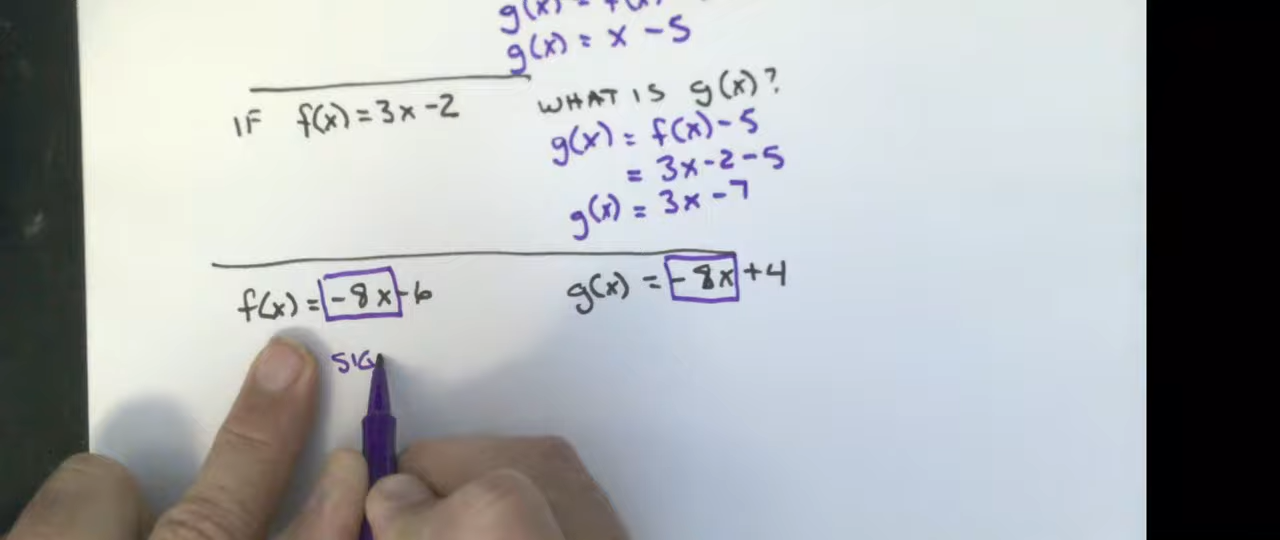 g(x) = f(x)
g(x) = x - 5
IF f(x) = 3x - 2
WHAT IS g(x)?
g(x) = f(x) - 5
= 3x - 2 - 5
g(x) = 3x - 7
f(x) = -8x - 6
g(x) = -8x + 4